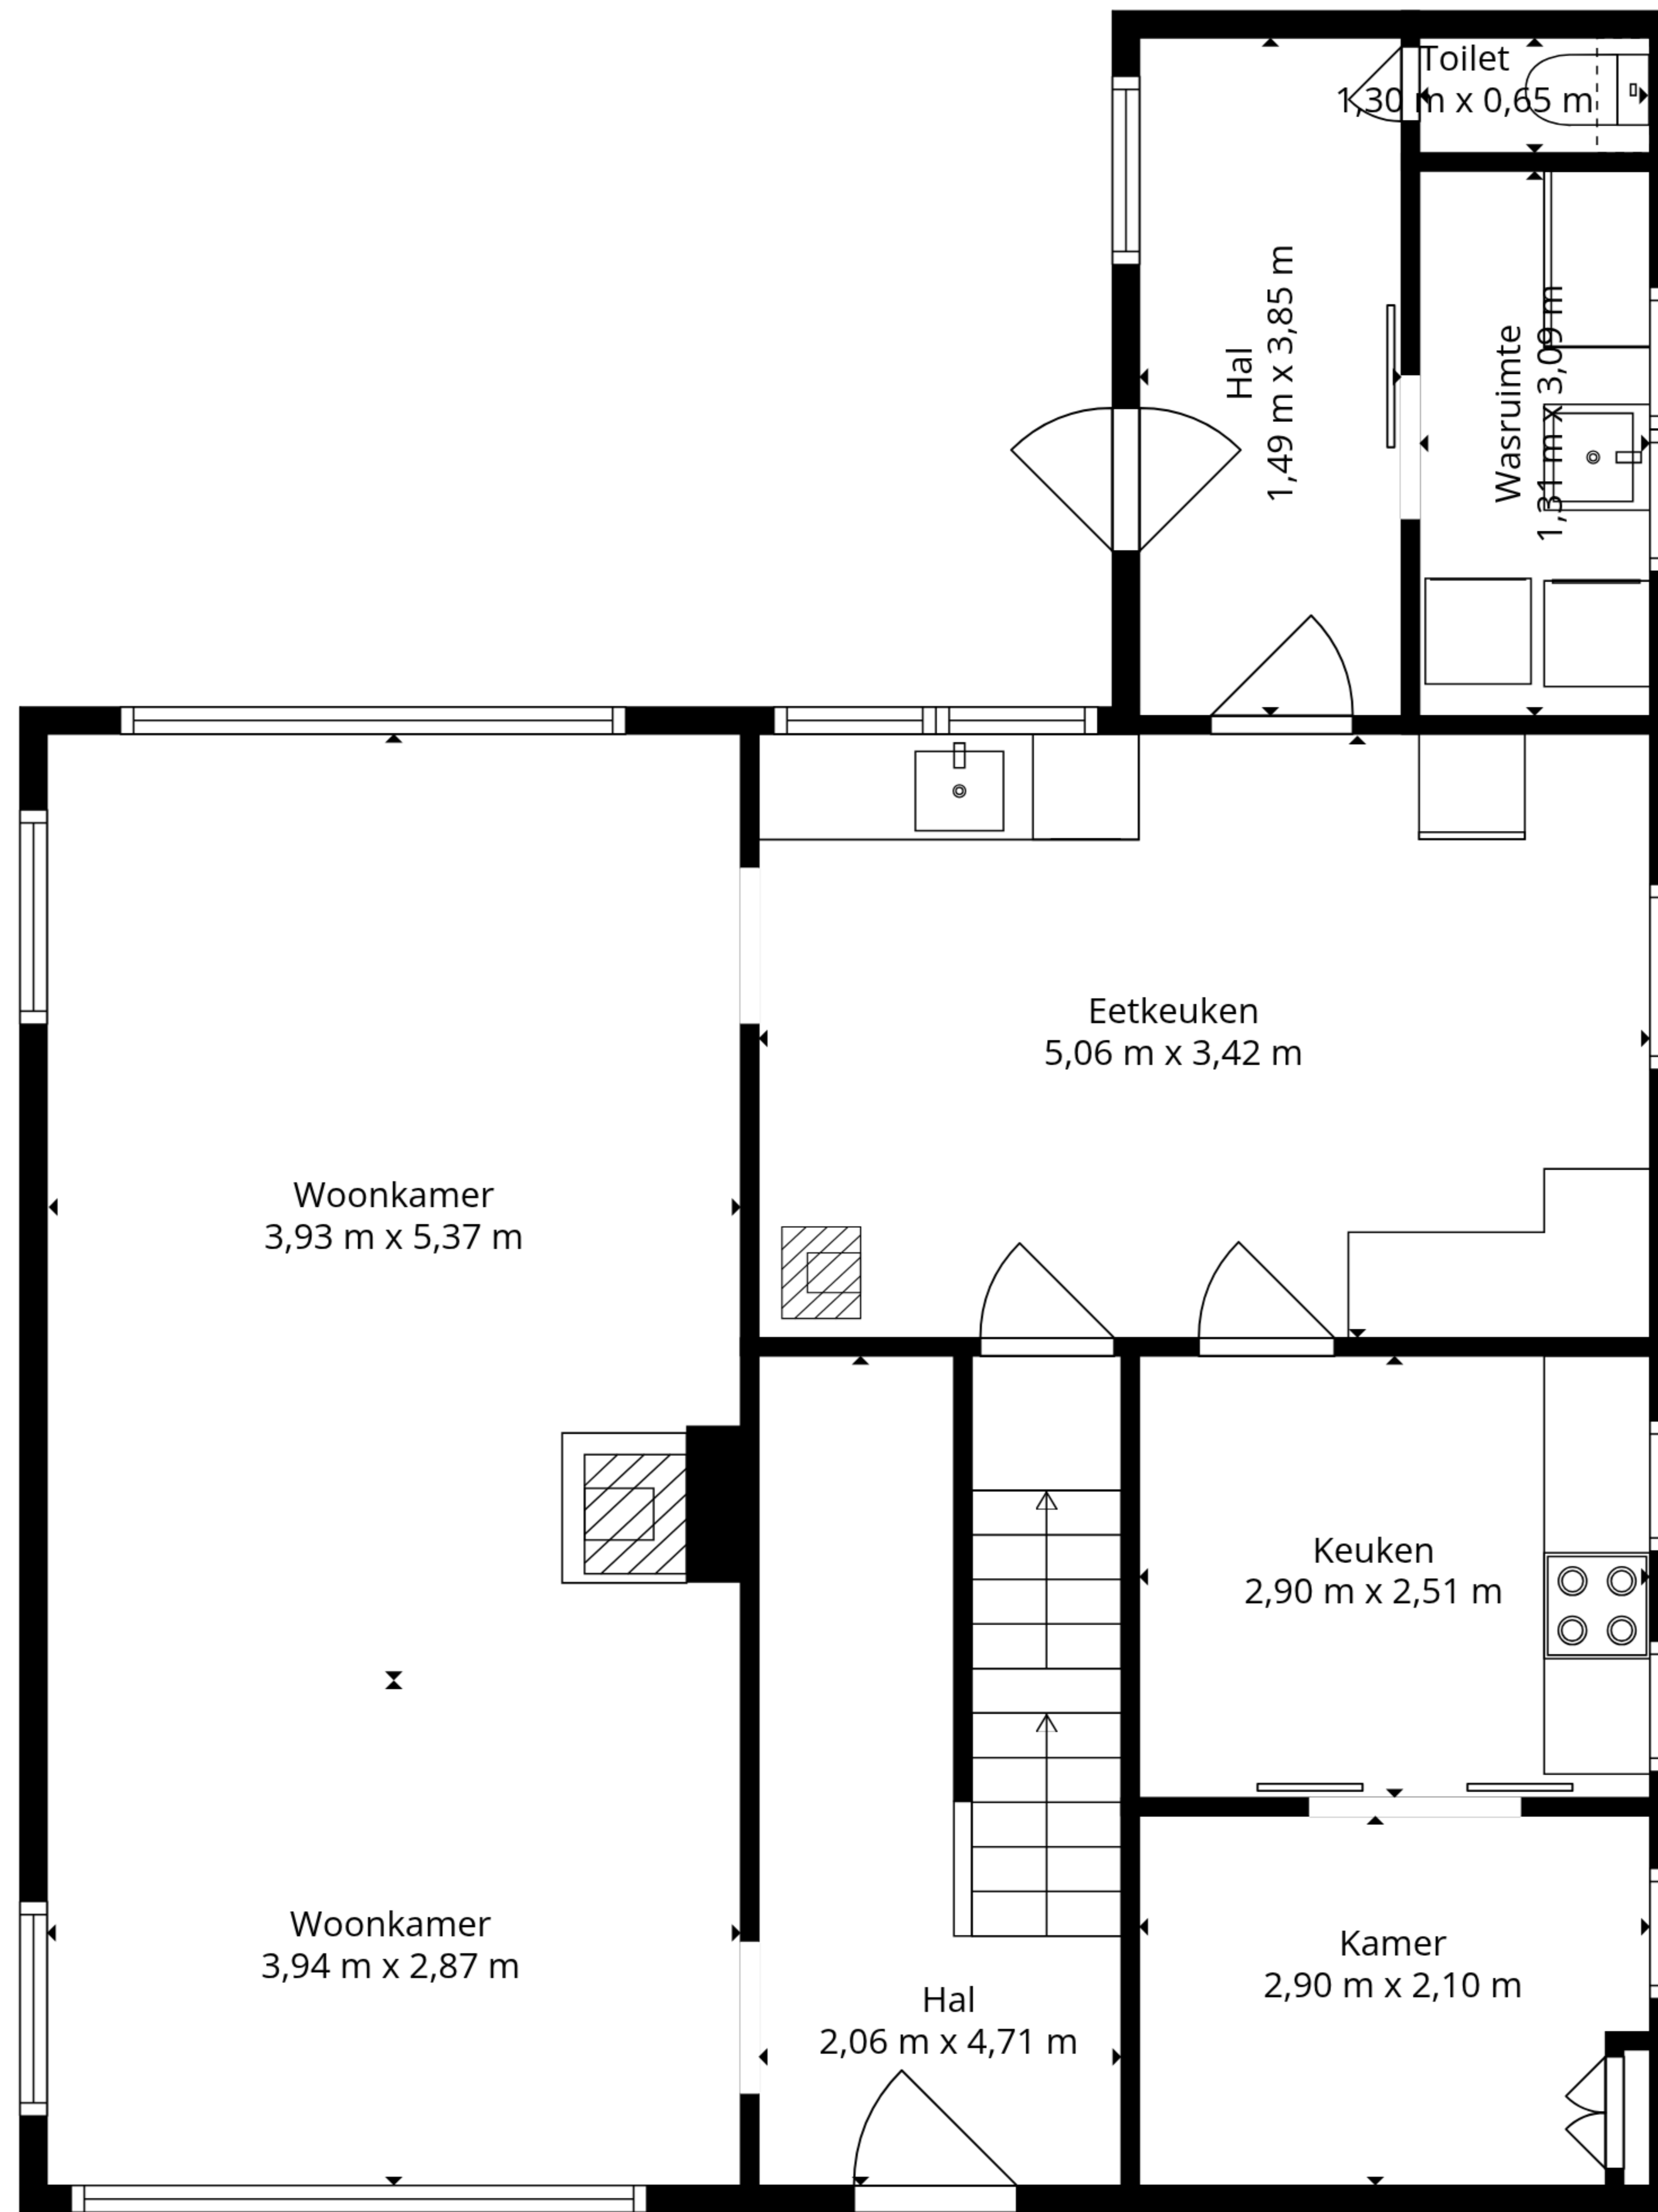 Toilet
1,30 m x 0,65 m
Hal
1,49 m x 3,85 m
Wasruimte
1,31 m x 3,09 m
Eetkeuken
5,06 m x 3,42 m
Woonkamer
3,93 m x 5,37 m
Keuken
2,90 m x 2,51 m
Woonkamer
3,94 m x 2,87 m
Kamer
2,90 m x 2,10 m
Hal
2,06 m x 4,71 m